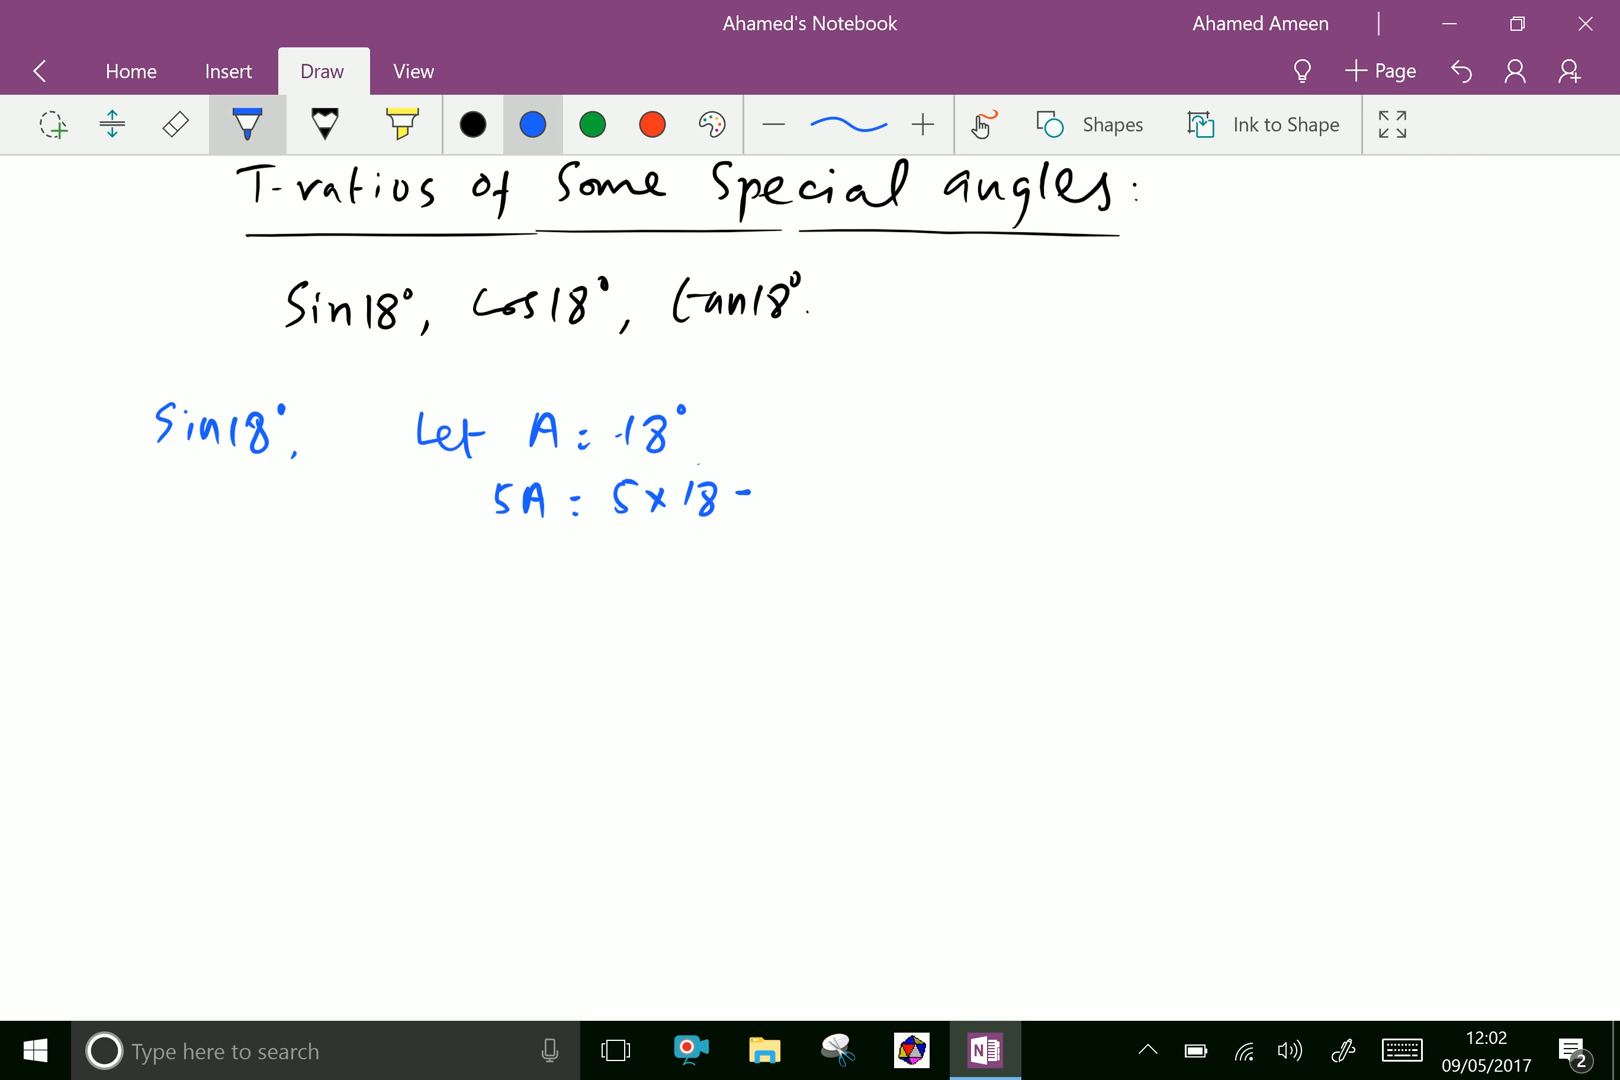 Ahamed's Notebook Ahamed Ameen
Home Insert Draw View + Page
Shapes Ink to Shape
T-ratios of Some Special angles:
Sin18°, Cos18°, tan18°.
Sin18°, Let A = 18°
5A = 5 × 18 -
Type here to search
12:02
09/05/2017
2